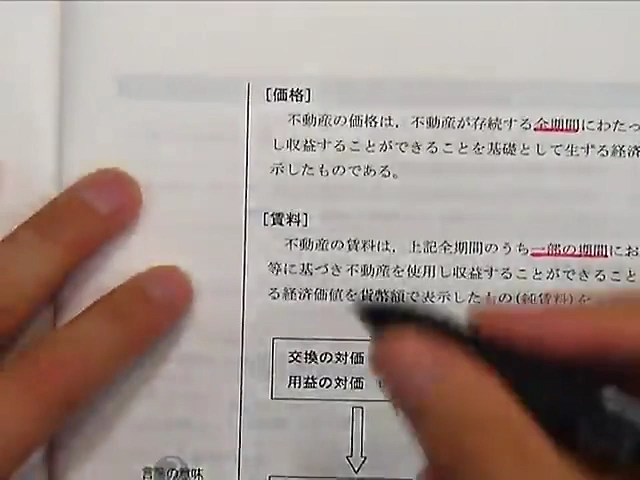 [価格]
不動産の価格は，不動産が存続する全期間にわたっ
し収益することができることを基礎として生ずる経済
示したものである。
[賃料]
不動産の賃料は，上記全期間のうち一部の期間にお
等に基づき不動産を使用し収益することができること
る経済価値を貨幣額で表示したもの(純賃料)を
交換の対価
用益の対価
の意味